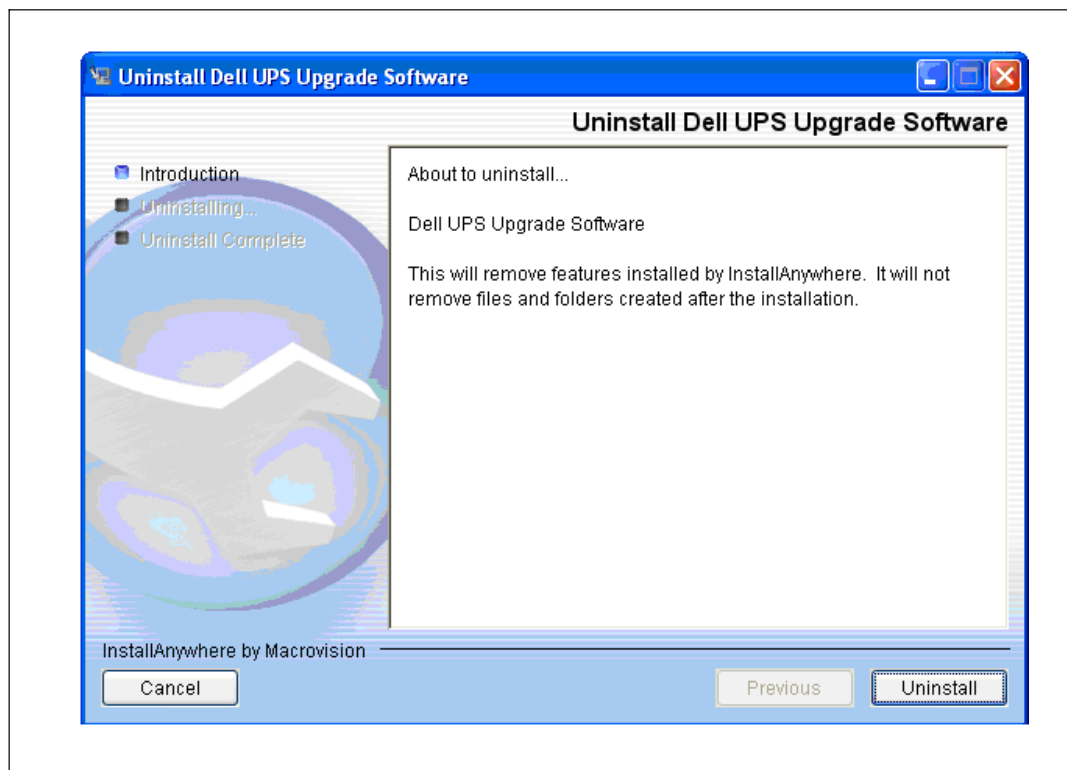 Uninstall Dell UPS Upgrade Software
Uninstall Dell UPS Upgrade Software
Introduction
Uninstalling...
Uninstall Complete
About to uninstall...
Dell UPS Upgrade Software
This will remove features installed by InstallAnywhere.  It will not
remove files and folders created after the installation.
InstallAnywhere by Macrovision
Cancel
Previous
Uninstall